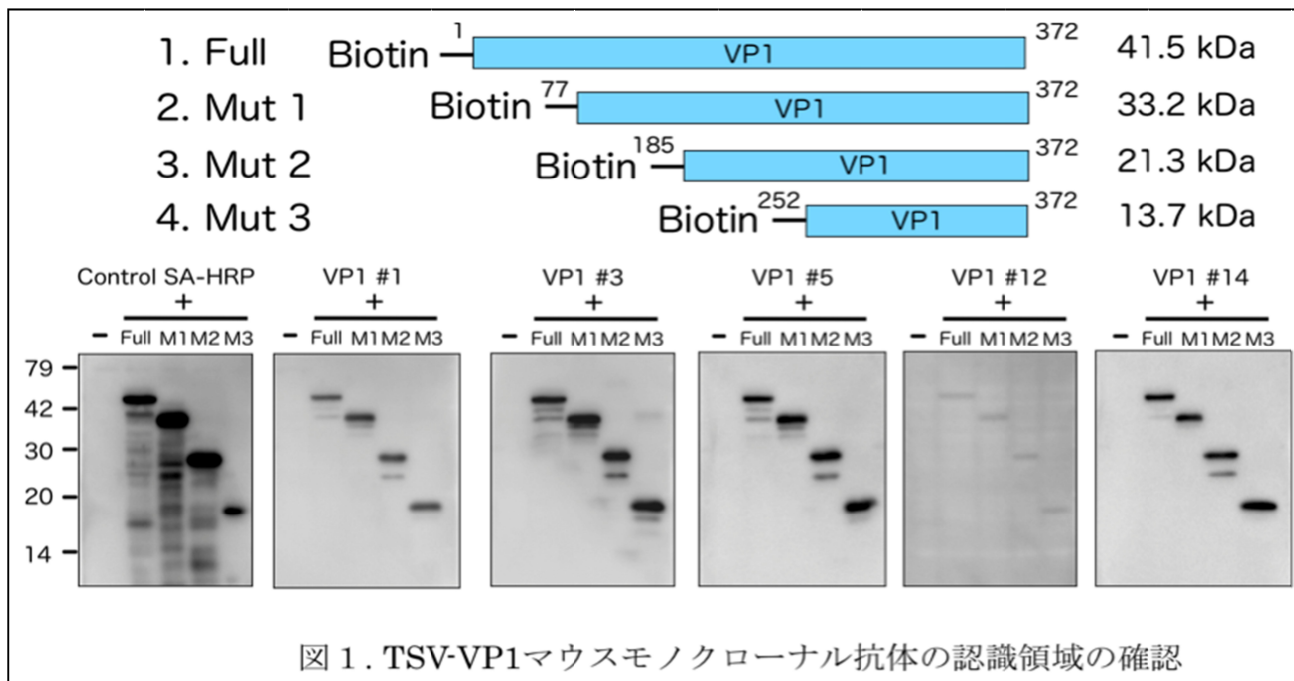 1. Full Biotin 1 VP1 372 41.5 kDa
2. Mut 1 Biotin 77 VP1 372 33.2 kDa
3. Mut 2 Biotin 185 VP1 372 21.3 kDa
4. Mut 3 Biotin 252 VP1 372 13.7 kDa
Control SA-HRP VP1 #1 VP1 #3 VP1 #5 VP1 #12 VP1 #14
+ + + + + +
- Full M1 M2 M3 - Full M1 M2 M3 - Full M1 M2 M3 - Full M1 M2 M3 - Full M1 M2 M3 - Full M1 M2 M3
79
42
30
20
14
図 1 . TSV-VP1マウスモノクローナル抗体の認識領域の確認